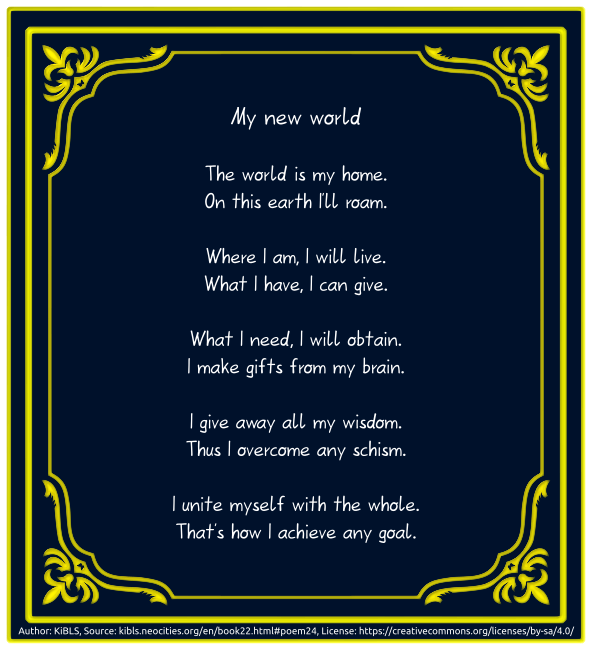 My new world
The world is my home.
On this earth I'll roam.
Where I am, I will live.
What I have, I can give.
What I need, I will obtain.
I make gifts from my brain.
I give away all my wisdom.
Thus I overcome any schism.
I unite myself with the whole.
That's how I achieve any goal.
Author: KiBLS, Source: kibls.neocities.org/en/book22.html#poem24, License: https://creativecommons.org/licenses/by-sa/4.0/